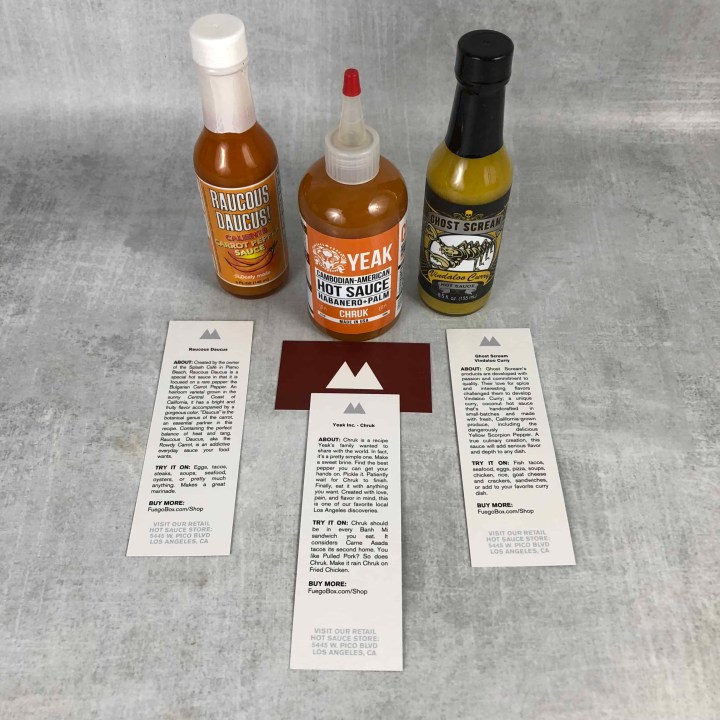 RAUCOUS
DAUCUS!
CARROT PEPPER
SAUCE
YEAK
CAMBODIAN-AMERICAN
HOT SAUCE
HABANERO+PALM
CHRUK
MADE IN USA
GHOST SCREAM
Vindaloo Curry
HOT SAUCE
Raucous Daucus
ABOUT: Created by the owner
of the Splash Café in Pismo
Beach, Raucous Daucus is a
special hot sauce in that it is
focused on a rare pepper: the
Bulgarian Carrot Pepper. An
heirloom varietal grown in the
sunny Central Coast of
California, it has a bright and
fruity flavor accompanied by a
gorgeous color. "Daucus" is the
botanical genus of the carrot,
an essential partner in this
recipe. Containing the perfect
balance of heat and tang,
Raucous Daucus, aka the
Rowdy Carrot, is an addictive
everyday sauce your food
wants.
TRY IT ON: Eggs, tacos,
steaks, soups, seafood,
oysters, or pretty much
anything. Makes a great
marinade.
BUY MORE:
FuegoBox.com/Shop
VISIT OUR RETAIL
HOT SAUCE STORE:
5445 W. PICO BLVD
LOS ANGELES, CA
Yeak Inc. - Chruk
ABOUT: Chruk is a recipe
Yeak's family wanted to
share with the world. In fact,
it's a pretty simple one. Make
a sweet brine. Find the best
pepper you can get your
hands on. Pickle it. Patiently
wait for Chruk to finish.
Finally, eat it with anything
you want. Created with love,
pain, and flavor in mind, this
is one of our favorite local
Los Angeles discoveries.
TRY IT ON: Chruk should
be in every Banh Mi
sandwich you eat. It
considers Carne Asada
tacos its second home. You
like Pulled Pork? So does
Chruk. Make it rain Chruk on
Fried Chicken.
BUY MORE:
FuegoBox.com/Shop
VISIT OUR RETAIL
HOT SAUCE STORE:
5445 W. PICO BLVD
LOS ANGELES, CA
Ghost Scream
Vindaloo Curry
ABOUT: Ghost Scream's
products are developed with
passion and commitment to
quality. Their love for spice
and interesting flavors
challenged them to develop
Vindaloo Curry; a unique
curry, coconut hot sauce
that's handcrafted in
small-batches and made
with fresh, California-grown
produce, including the
dangerously delicious
Yellow Scorpion Pepper. A
true culinary creation, this
sauce will add serious flavor
and depth to any dish.
TRY IT ON: Fish tacos,
seafood, eggs, pizza, soups,
chicken, rice, goat cheese
and crackers, sandwiches,
or add to your favorite curry
dish.
BUY MORE:
FuegoBox.com/Shop
VISIT OUR RETAIL
HOT SAUCE STORE:
5445 W. PICO BLVD
LOS ANGELES, CA